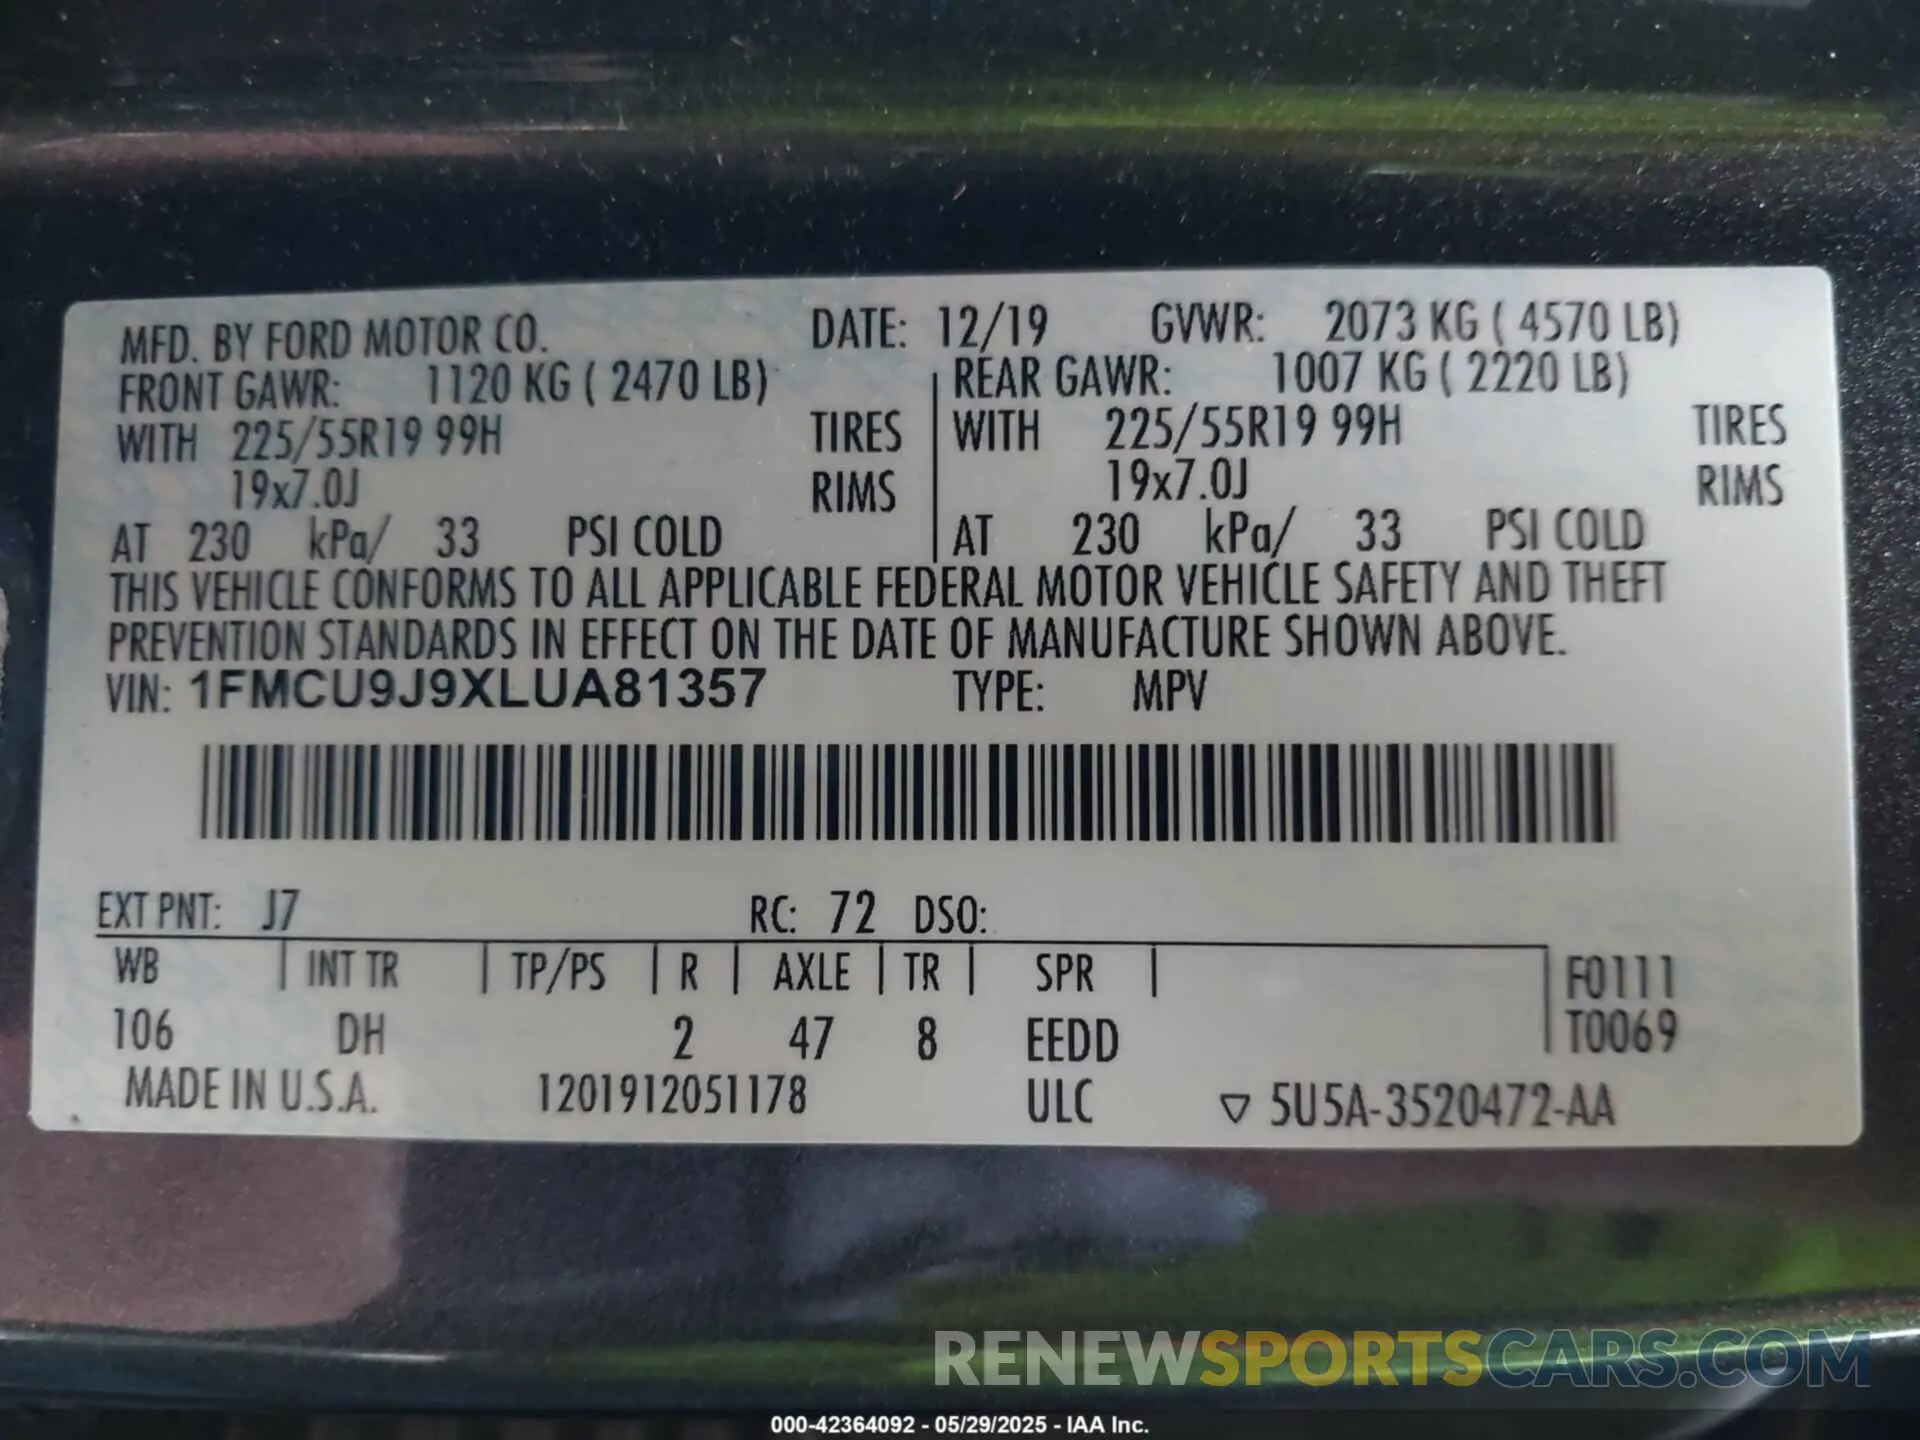 MFD. BY FORD MOTOR CO. DATE: 12/19 GVWR: 2073 KG ( 4570 LB)
FRONT GAWR: 1120 KG ( 2470 LB) REAR GAWR: 1007 KG ( 2220 LB)
WITH 225/55R19 99H TIRES WITH 225/55R19 99H TIRES
19x7.0J RIMS 19x7.0J RIMS
AT 230 kPa/ 33 PSI COLD AT 230 kPa/ 33 PSI COLD
THIS VEHICLE CONFORMS TO ALL APPLICABLE FEDERAL MOTOR VEHICLE SAFETY AND THEFT
PREVENTION STANDARDS IN EFFECT ON THE DATE OF MANUFACTURE SHOWN ABOVE.
VIN: 1FMCU9J9XLUA81357 TYPE: MPV
EXT PNT: J7 RC: 72 DSO:
WB INT TR TP/PS R AXLE TR SPR F0111
106 DH 2 47 8 EEDD T0069
MADE IN U.S.A. 1201912051178 ULC ▽ 5U5A-3520472-AA
RENEWSPORTSCARS.COM
000-42364092 - 05/29/2025 - IAA Inc.